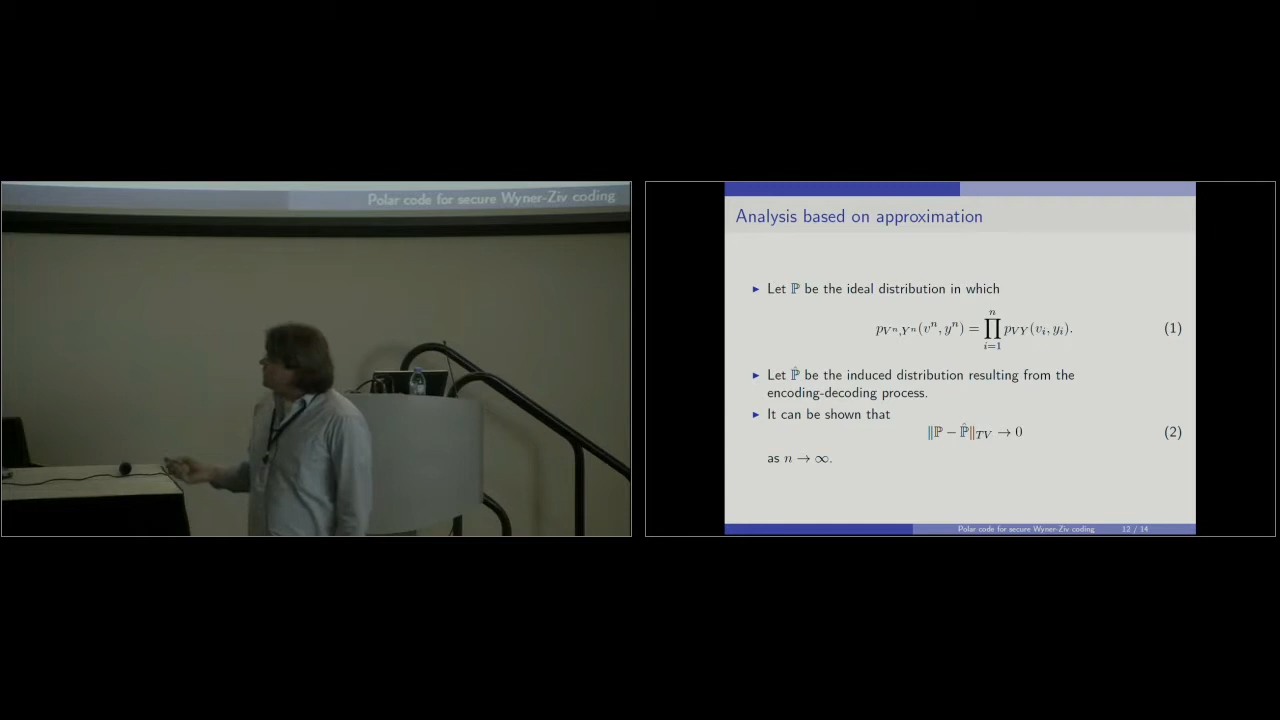 Polar code for secure Wyner-Ziv coding
Analysis based on approximation
► Let ℙ be the ideal distribution in which
p_{V^n,Y^n}(v^n, y^n) = ∏_{i=1}^{n} p_{VY}(v_i, y_i). (1)
► Let ℙ̂ be the induced distribution resulting from the
encoding-decoding process.
► It can be shown that
‖ℙ − ℙ̂‖_{TV} → 0 (2)
as n → ∞.
Polar code for secure Wyner-Ziv coding 12 / 14